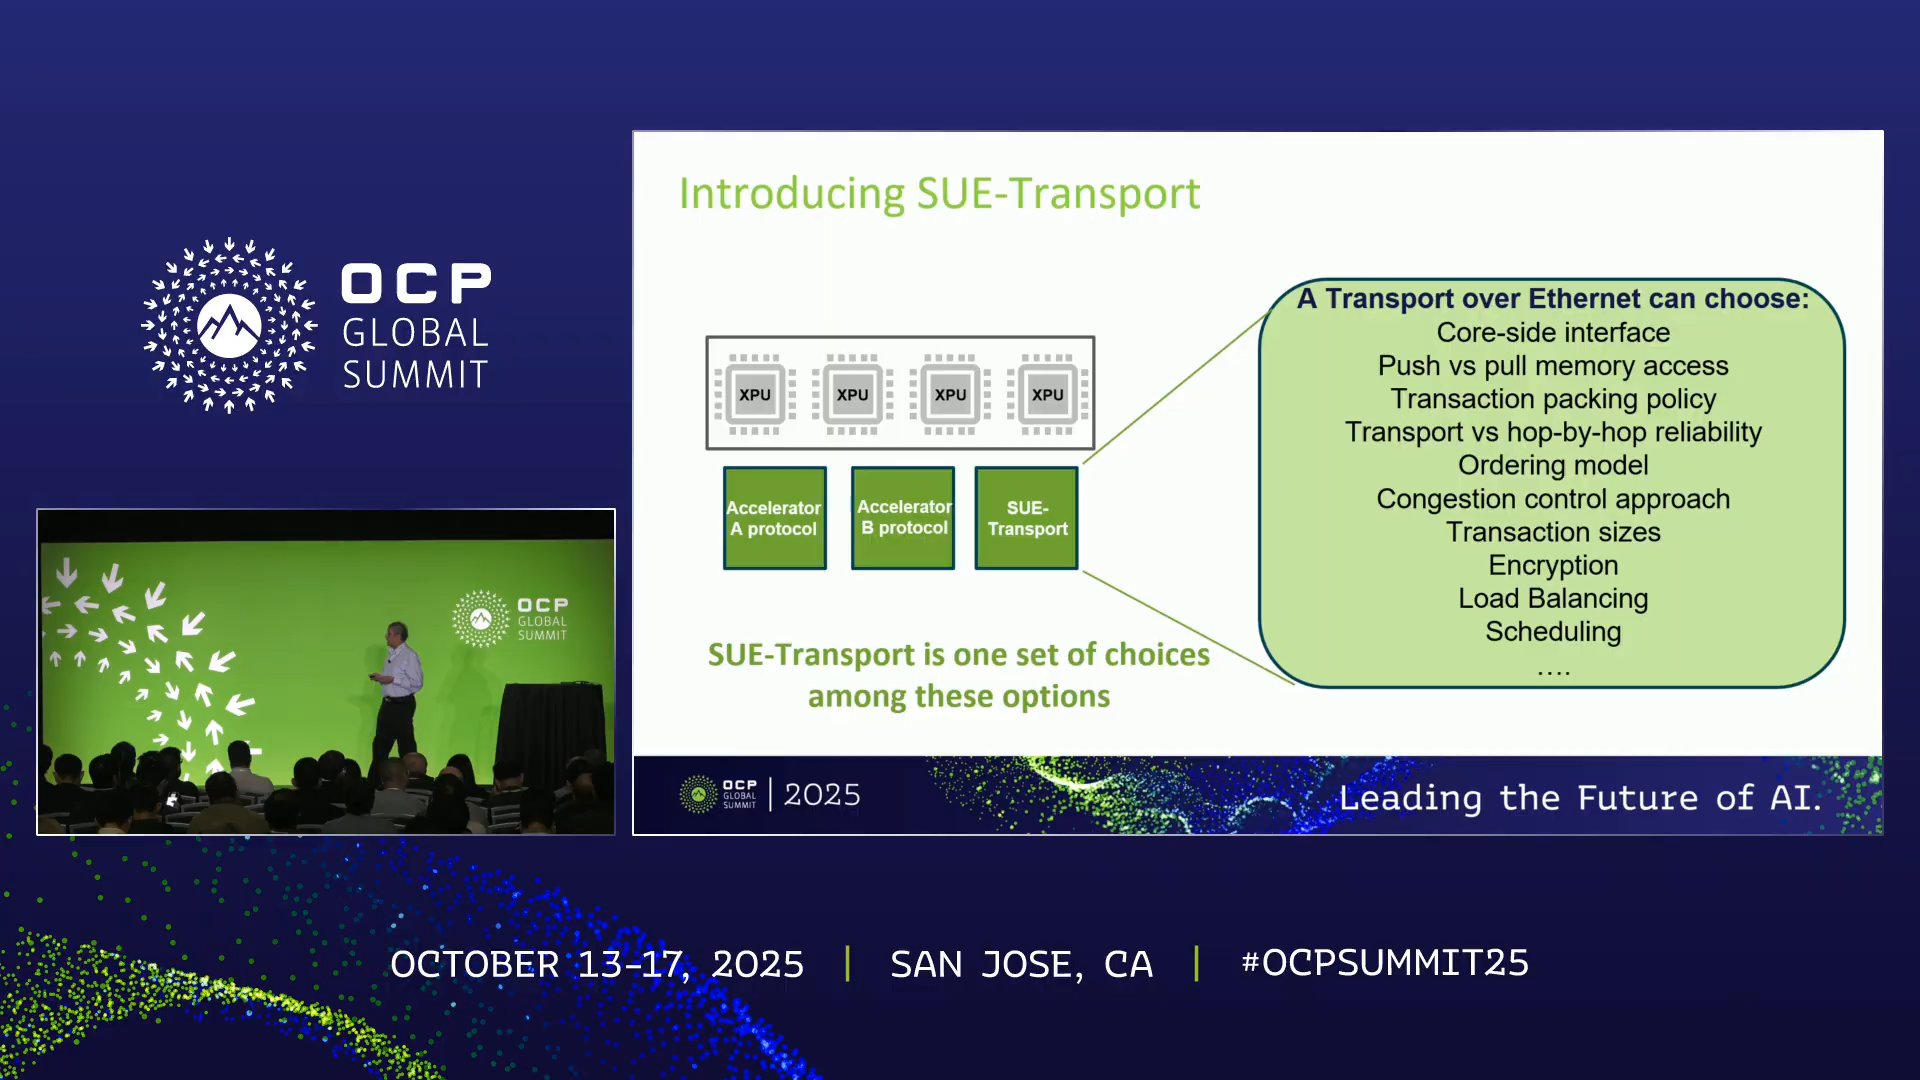 OCP
GLOBAL
SUMMIT
OCP
GLOBAL
SUMMIT
Introducing SUE-Transport
XPU
XPU
XPU
XPU
Accelerator
A protocol
Accelerator
B protocol
SUE-
Transport
SUE-Transport is one set of choices
among these options
A Transport over Ethernet can choose:
Core-side interface
Push vs pull memory access
Transaction packing policy
Transport vs hop-by-hop reliability
Ordering model
Congestion control approach
Transaction sizes
Encryption
Load Balancing
Scheduling
....
OCP
GLOBAL
SUMMIT
2025
Leading the Future of AI.
OCTOBER 13-17, 2025 | SAN JOSE, CA | #OCPSUMMIT25